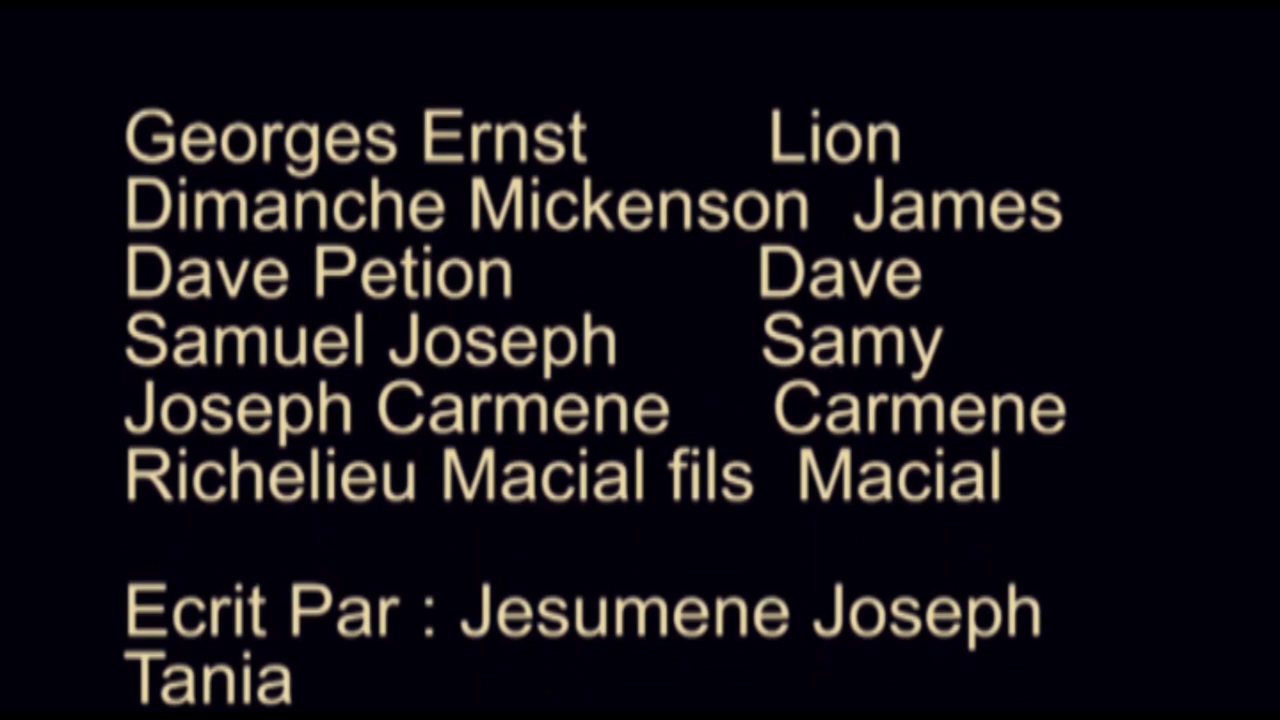 Georges Ernst Lion
Dimanche Mickenson James
Dave Petion Dave
Samuel Joseph Samy
Joseph Carmene Carmene
Richelieu Macial fils Macial
Ecrit Par : Jesumene Joseph
Tania